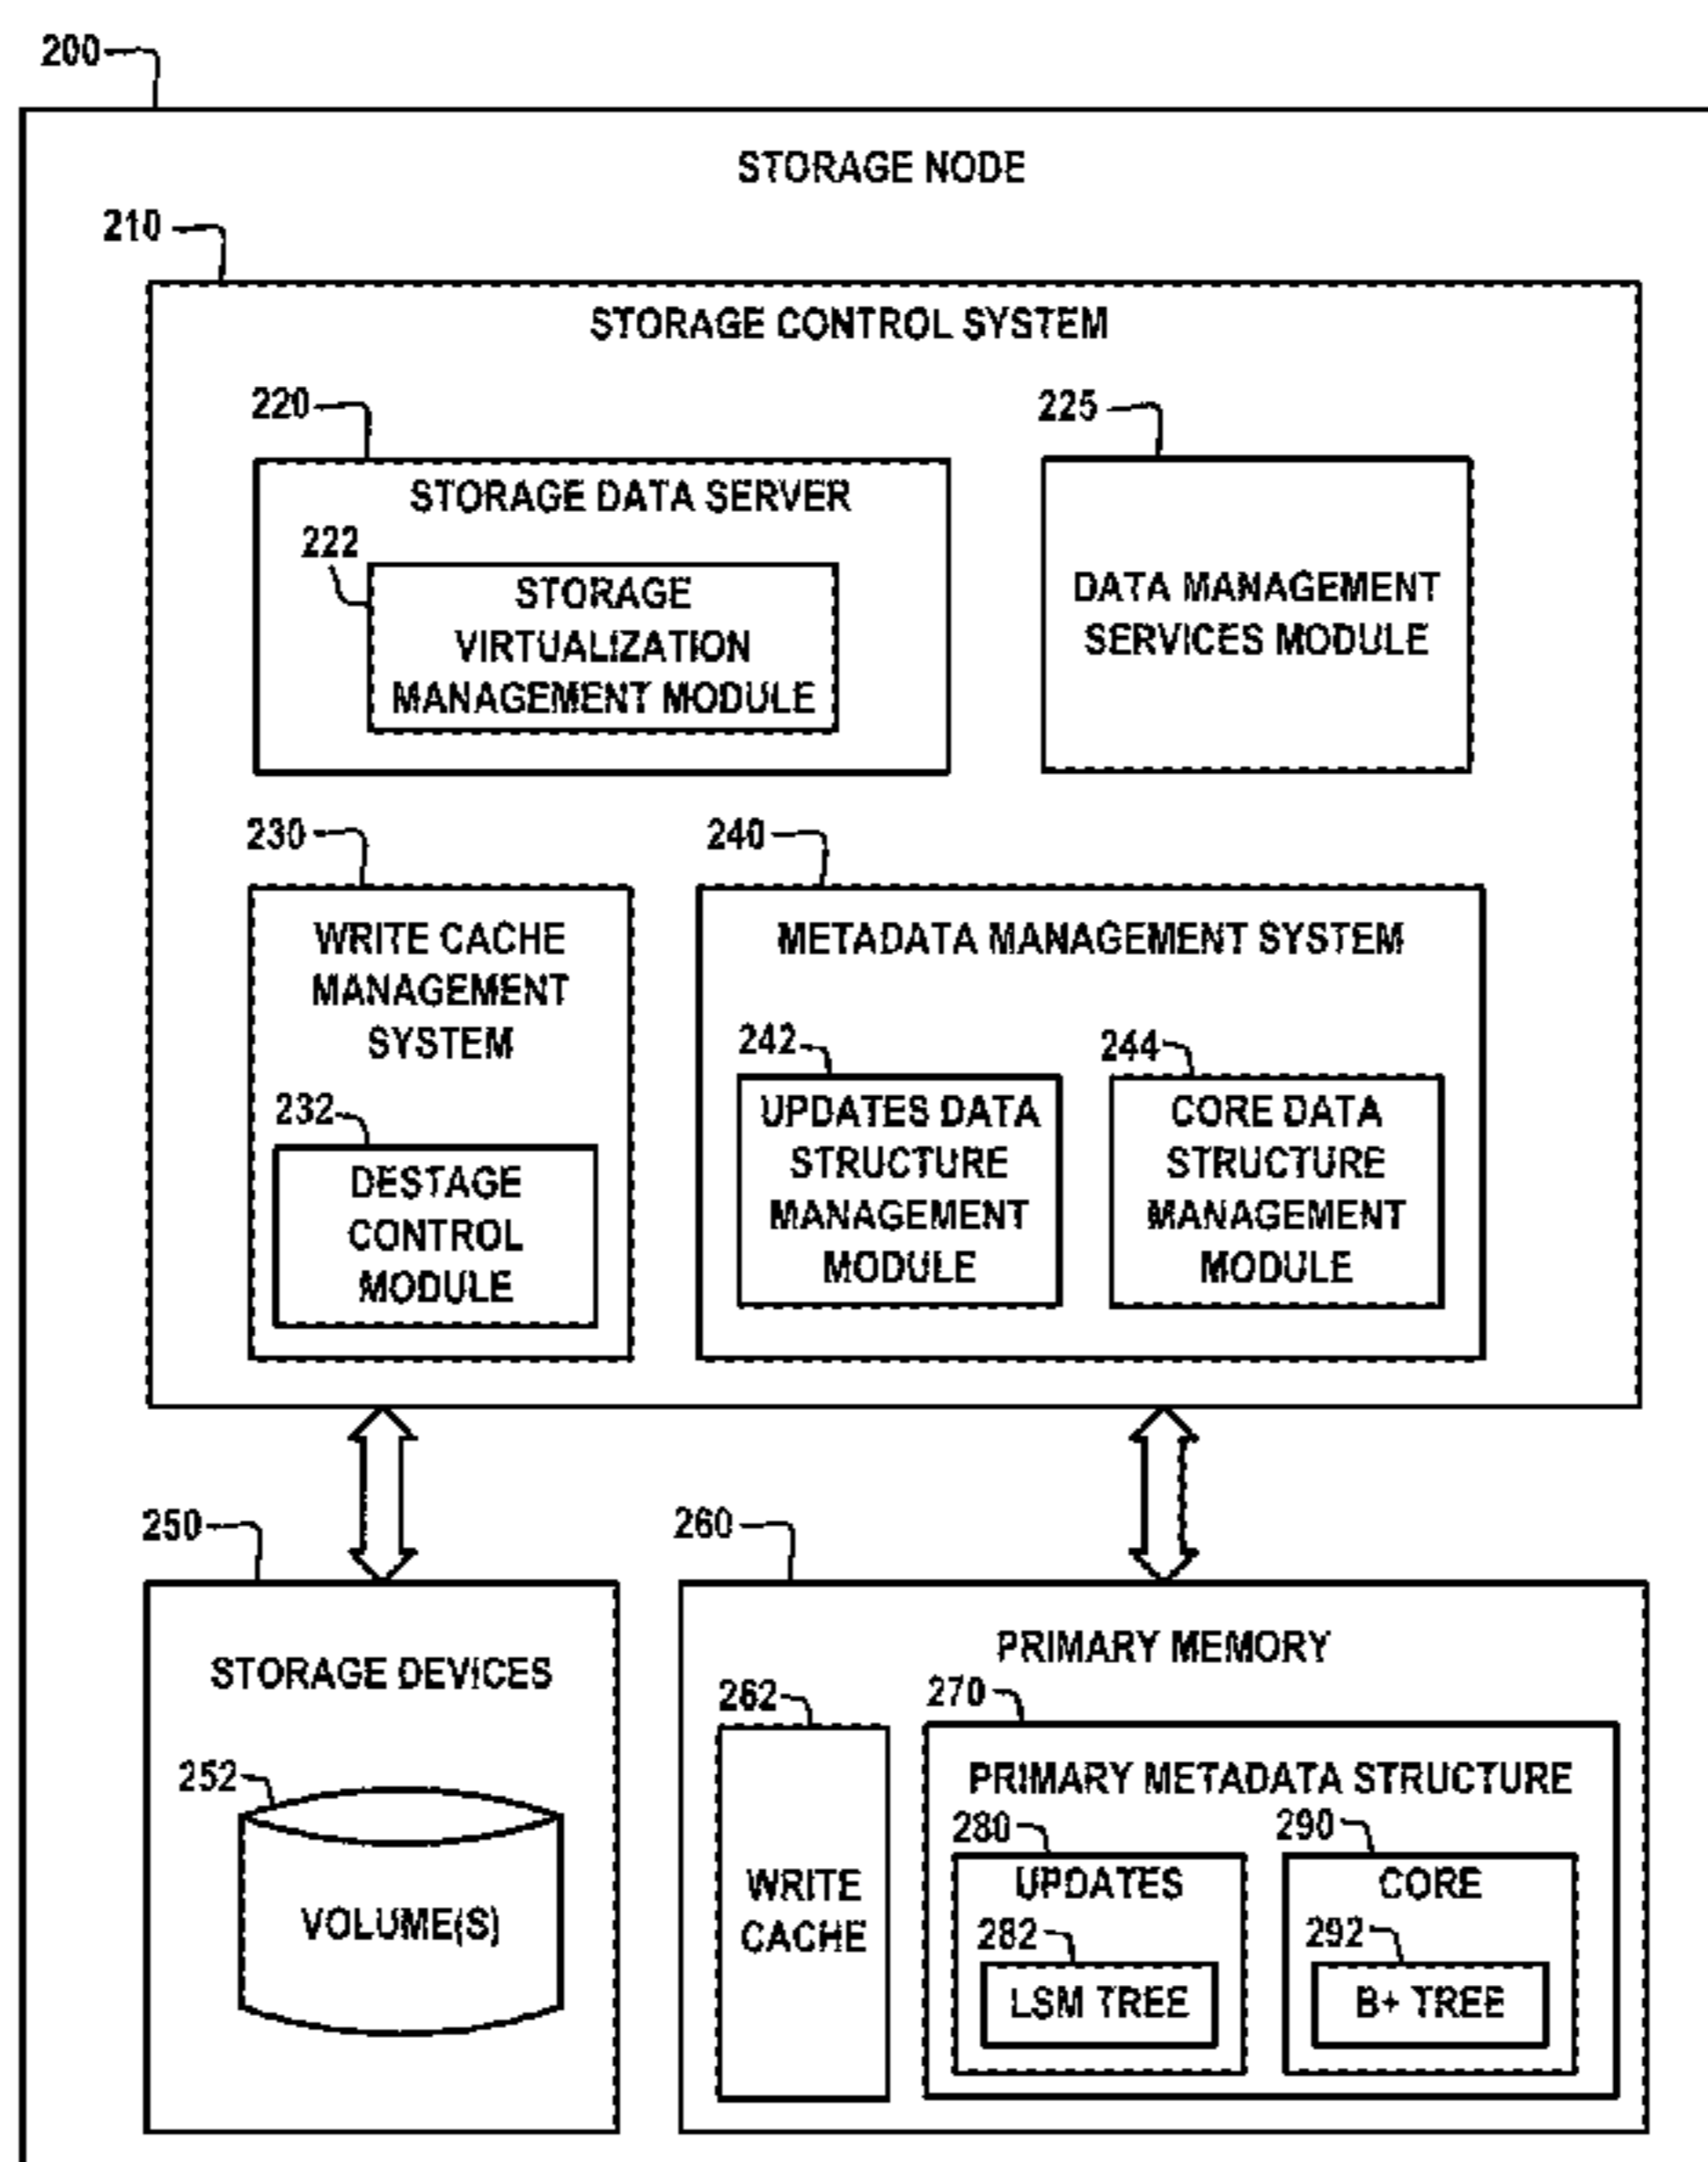 200
STORAGE NODE
210
STORAGE CONTROL SYSTEM
220
225
STORAGE DATA SERVER
222
STORAGE
VIRTUALIZATION
MANAGEMENT MODULE
DATA MANAGEMENT
SERVICES MODULE
230
240
WRITE CACHE
MANAGEMENT
SYSTEM
METADATA MANAGEMENT SYSTEM
232
DESTAGE
CONTROL
MODULE
242
UPDATES DATA
STRUCTURE
MANAGEMENT
MODULE
244
CORE DATA
STRUCTURE
MANAGEMENT
MODULE
250
260
STORAGE DEVICES
252
VOLUME(S)
PRIMARY MEMORY
262
WRITE
CACHE
270
PRIMARY METADATA STRUCTURE
280
UPDATES
282
LSM TREE
290
CORE
292
B+ TREE